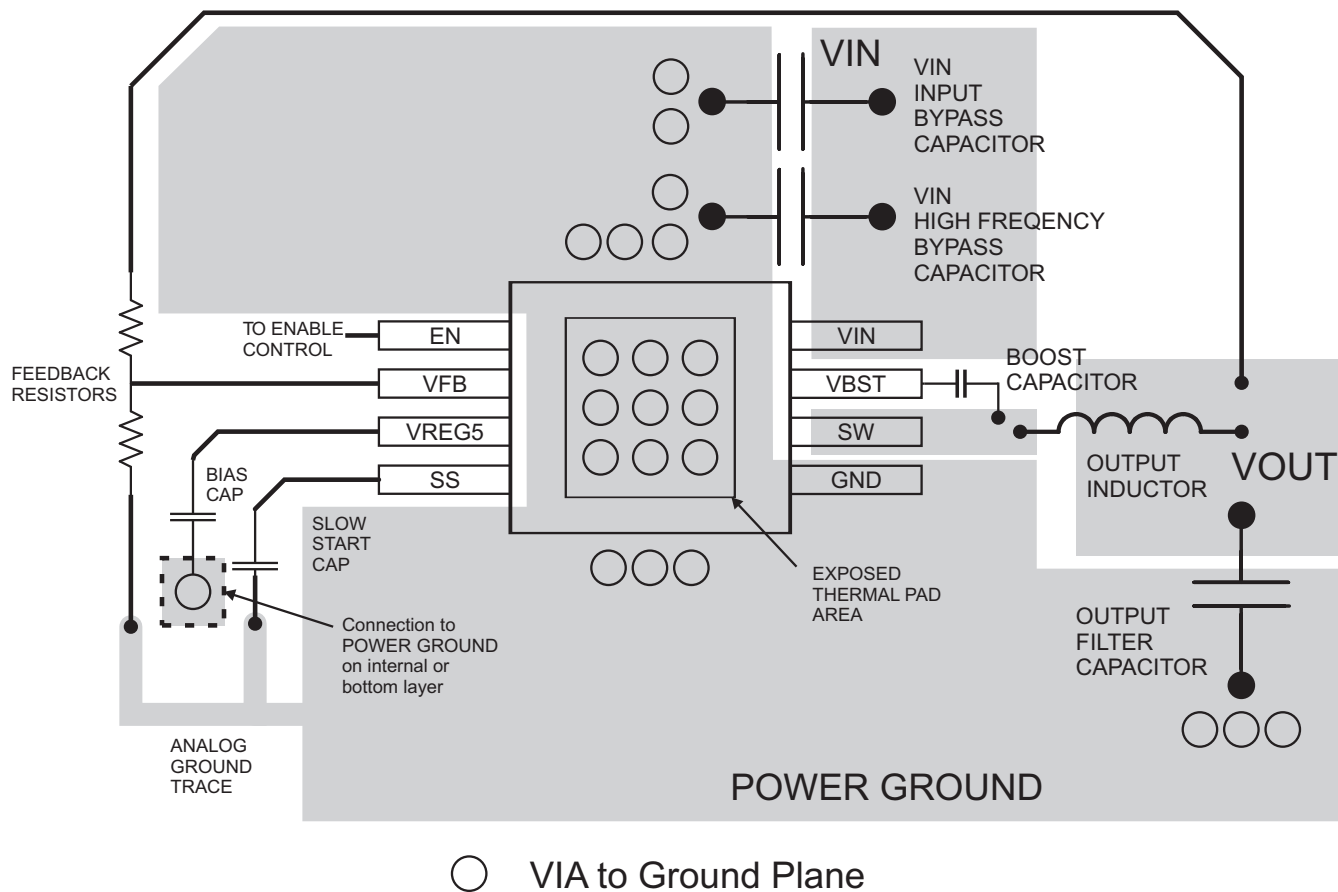 VIN
VIN
INPUT
BYPASS
CAPACITOR
VIN
HIGH FREQENCY
BYPASS
CAPACITOR
TO ENABLE
CONTROL
EN
VIN
FEEDBACK
RESISTORS
VFB
VBST
BOOST
CAPACITOR
VREG5
SW
BIAS
CAP
SS
GND
OUTPUT
INDUCTOR
VOUT
SLOW
START
CAP
EXPOSED
THERMAL PAD
AREA
Connection to
POWER GROUND
on internal or
bottom layer
OUTPUT
FILTER
CAPACITOR
ANALOG
GROUND
TRACE
POWER GROUND
VIA to Ground Plane